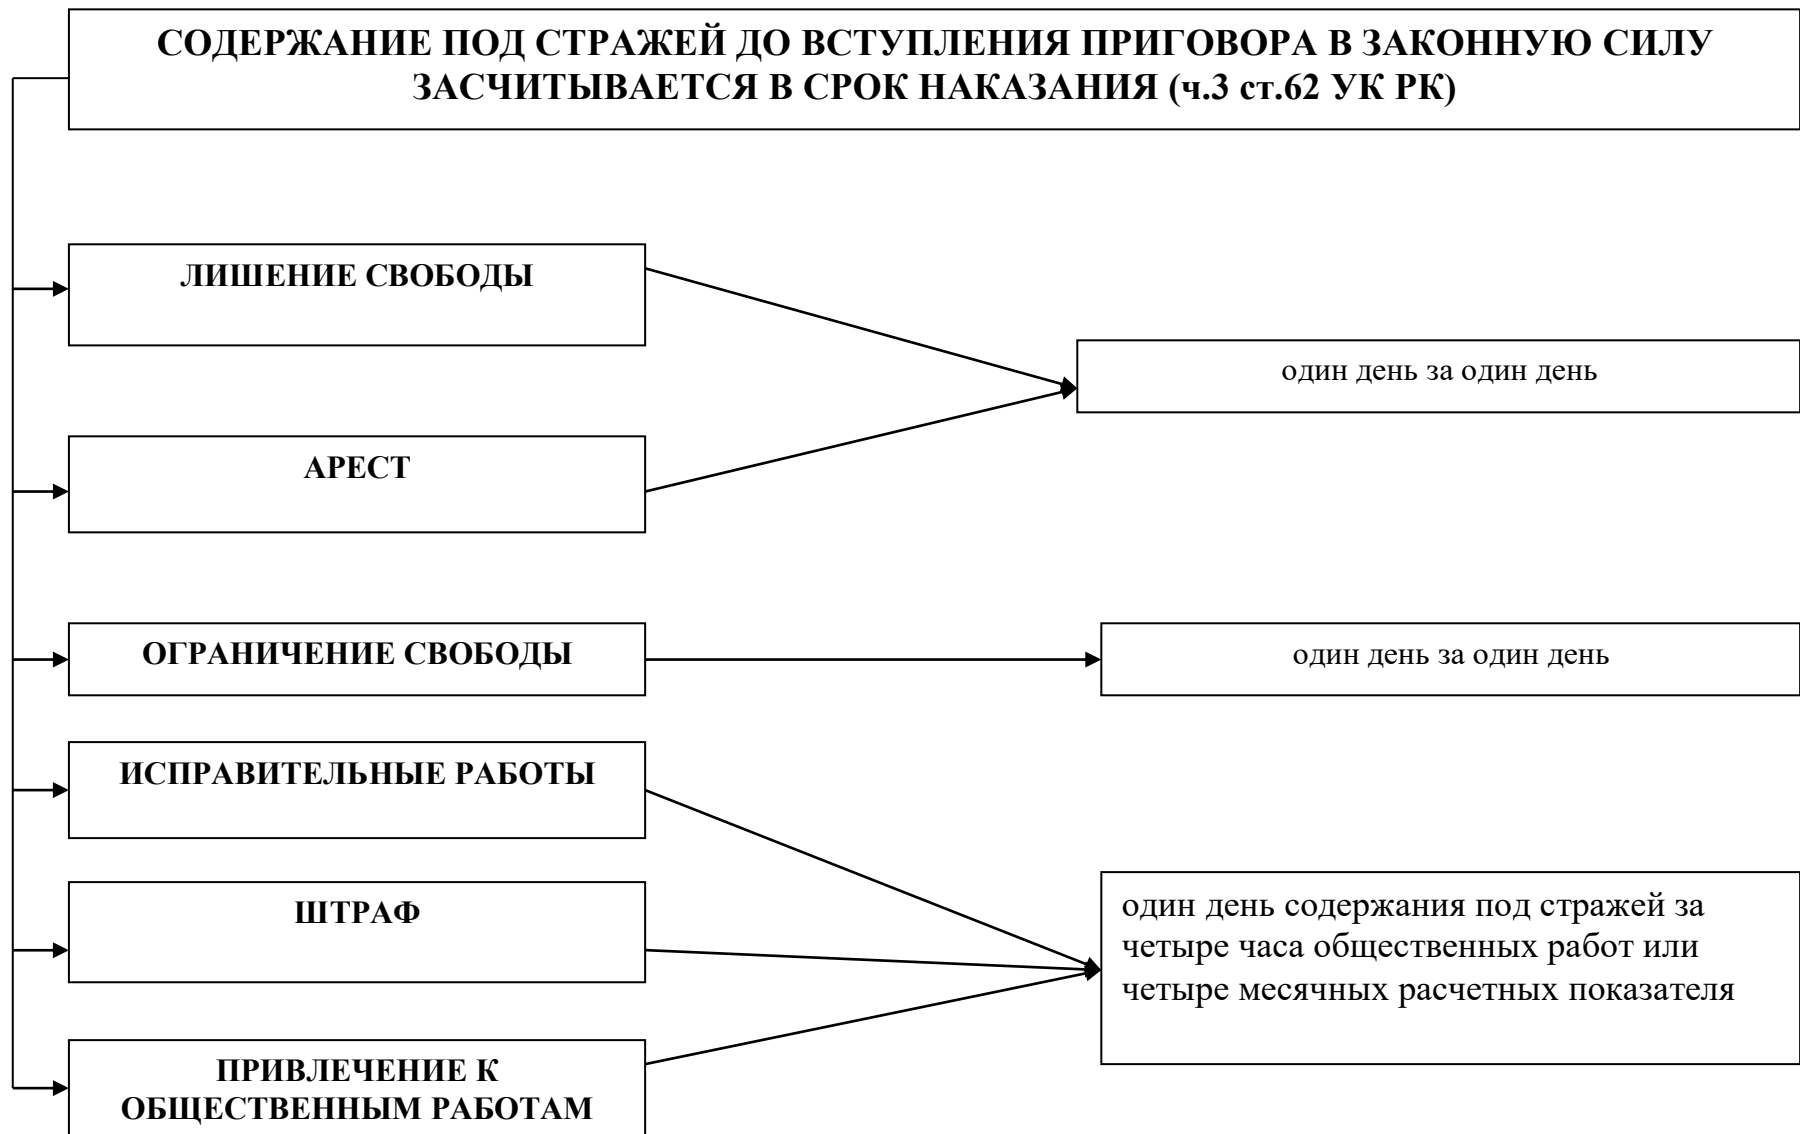 СОДЕРЖАНИЕ ПОД СТРАЖЕЙ ДО ВСТУПЛЕНИЯ ПРИГОВОРА В ЗАКОННУЮ СИЛУ
ЗАСЧИТЫВАЕТСЯ В СРОК НАКАЗАНИЯ (ч.3 ст.62 УК РК)
ЛИШЕНИЕ СВОБОДЫ
один день за один день
АРЕСТ
ОГРАНИЧЕНИЕ СВОБОДЫ
один день за один день
ИСПРАВИТЕЛЬНЫЕ РАБОТЫ
ШТРАФ
один день содержания под стражей за
четыре часа общественных работ или
четыре месячных расчетных показателя
ПРИВЛЕЧЕНИЕ К
ОБЩЕСТВЕННЫМ РАБОТАМ